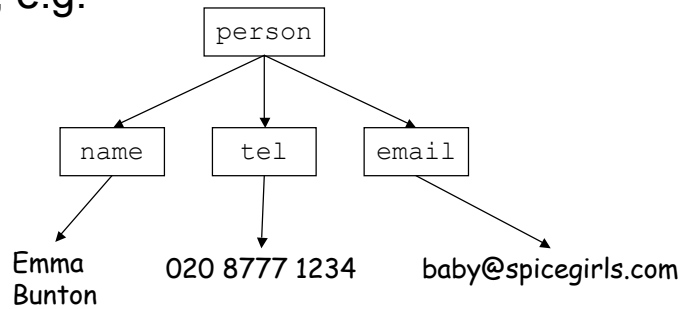 , e.g.
person
name tel email
Emma
Bunton
020 8777 1234
baby@spicegirls.com